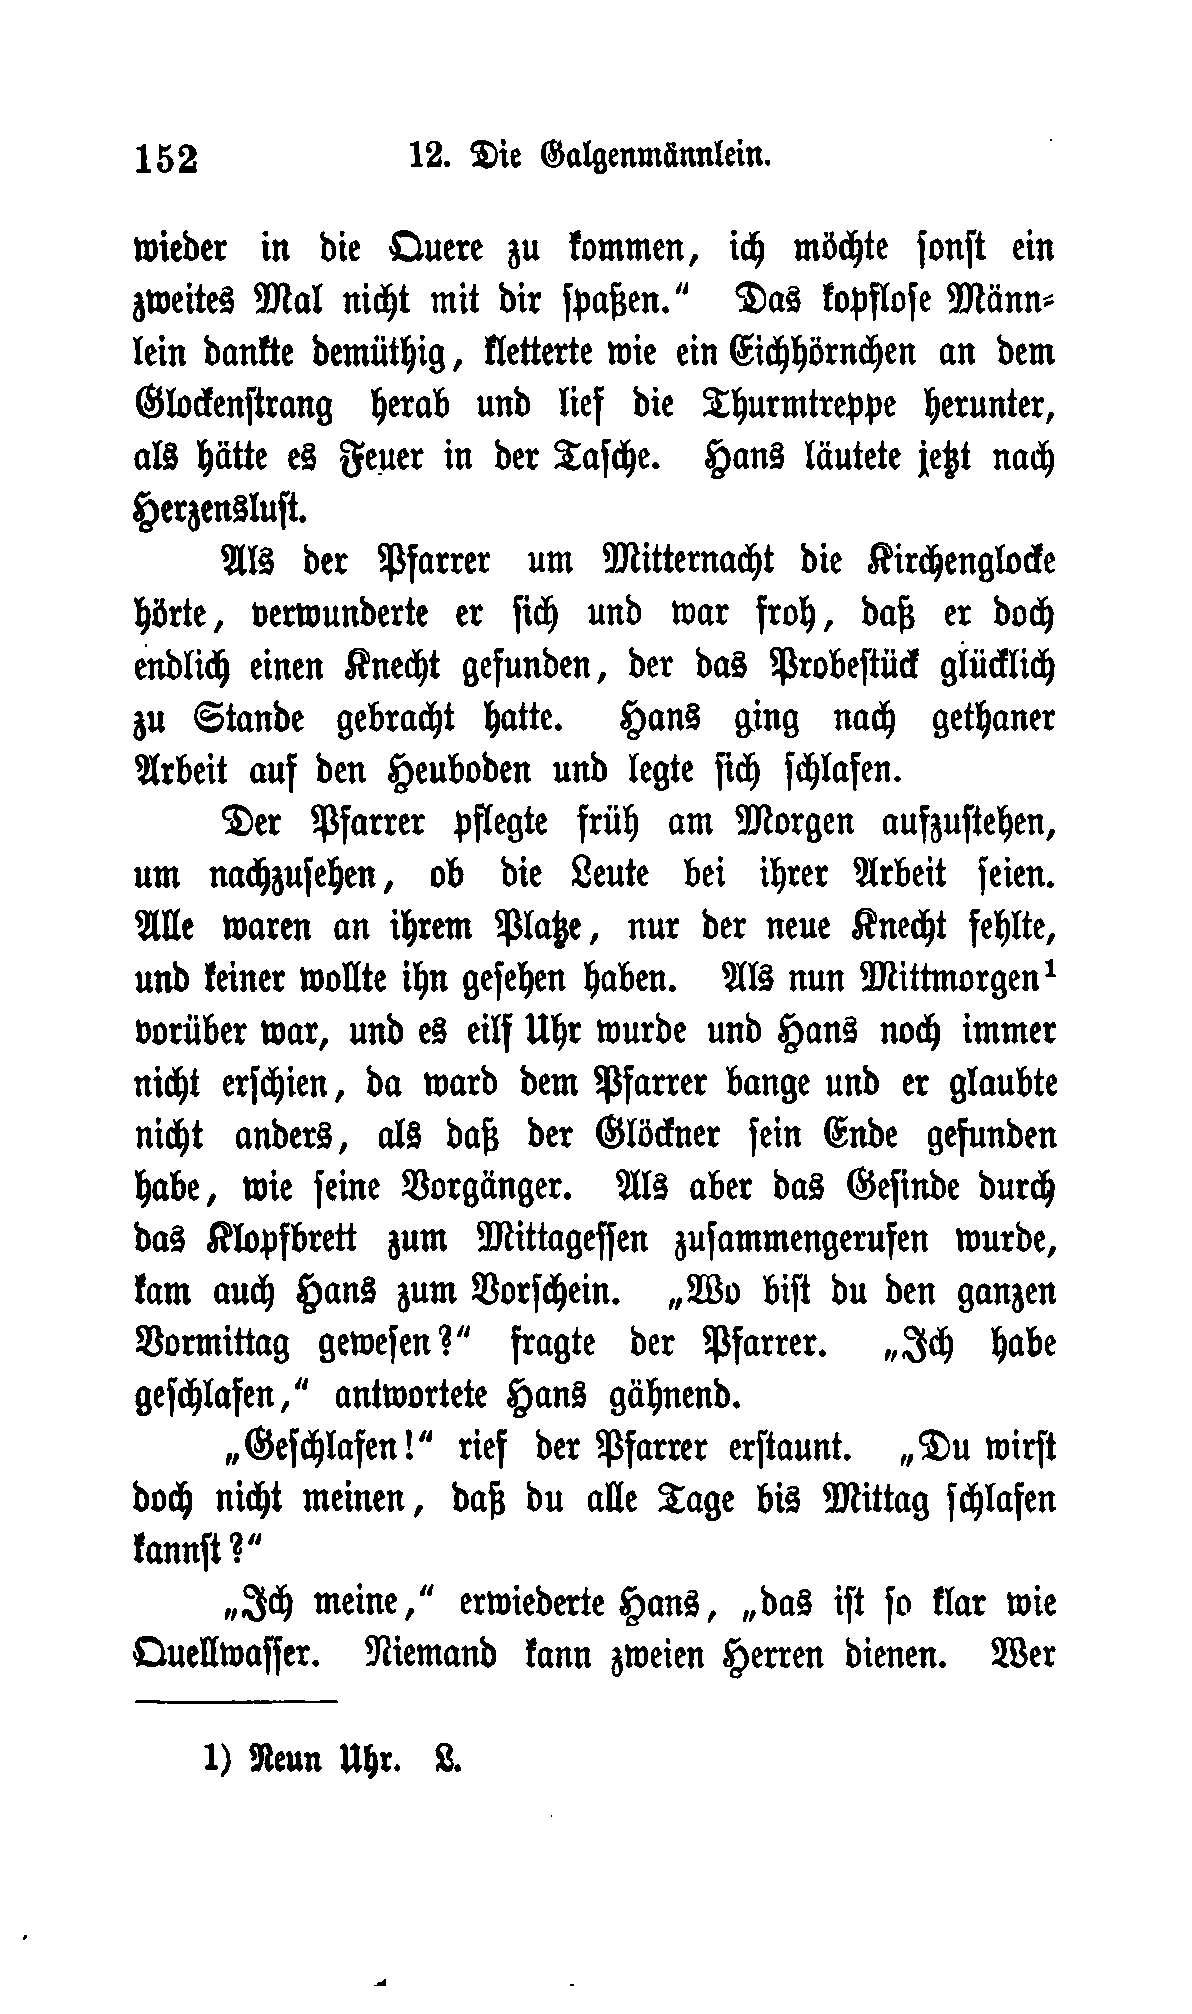 152 12. Die Galgenmännlein.
wieder in die Quere zu kommen, ich möchte sonst ein
zweites Mal nicht mit dir spaßen.“ Das kopflose Männ-
lein dankte demüthig, kletterte wie ein Eichhörnchen an dem
Glockenstrang herab und lief die Thurmtreppe herunter,
als hätte es Feuer in der Tasche. Hans läutete jetzt nach
Herzenslust.
Als der Pfarrer um Mitternacht die Kirchenglocke
hörte, verwunderte er sich und war froh, daß er doch
endlich einen Knecht gefunden, der das Probestück glücklich
zu Stande gebracht hatte. Hans ging nach gethaner
Arbeit auf den Heuboden und legte sich schlafen.
Der Pfarrer pflegte früh am Morgen aufzustehen,
um nachzusehen, ob die Leute bei ihrer Arbeit seien.
Alle waren an ihrem Platze, nur der neue Knecht fehlte,
und keiner wollte ihn gesehen haben. Als nun Mittmorgen¹
vorüber war, und es eilf Uhr wurde und Hans noch immer
nicht erschien, da ward dem Pfarrer bange und er glaubte
nicht anders, als daß der Glöckner sein Ende gefunden
habe, wie seine Vorgänger. Als aber das Gesinde durch
das Klopfbrett zum Mittagessen zusammengerufen wurde,
kam auch Hans zum Vorschein. „Wo bist du den ganzen
Vormittag gewesen?“ fragte der Pfarrer. „Ich habe
geschlafen,“ antwortete Hans gähnend.
„Geschlafen!“ rief der Pfarrer erstaunt. „Du wirst
doch nicht meinen, daß du alle Tage bis Mittag schlafen
kannst?“
„Ich meine,“ erwiederte Hans, „das ist so klar wie
Quellwasser. Niemand kann zweien Herren dienen. Wer
1) Neun Uhr. L.